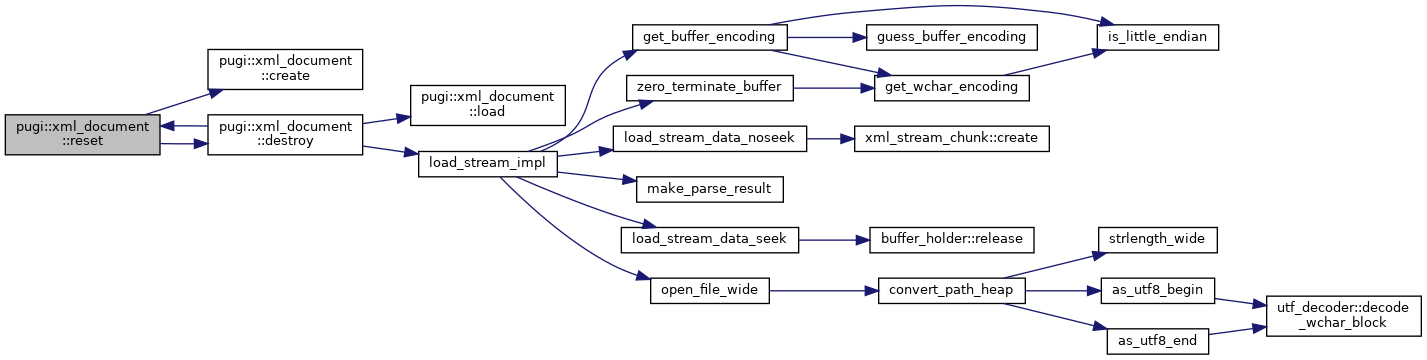 pugi::xml_document
::reset
pugi::xml_document
::create
pugi::xml_document
::destroy
pugi::xml_document
::load
load_stream_impl
get_buffer_encoding
zero_terminate_buffer
load_stream_data_noseek
make_parse_result
load_stream_data_seek
open_file_wide
guess_buffer_encoding
get_wchar_encoding
xml_stream_chunk::create
buffer_holder::release
convert_path_heap
is_little_endian
strlength_wide
as_utf8_begin
as_utf8_end
utf_decoder::decode
_wchar_block